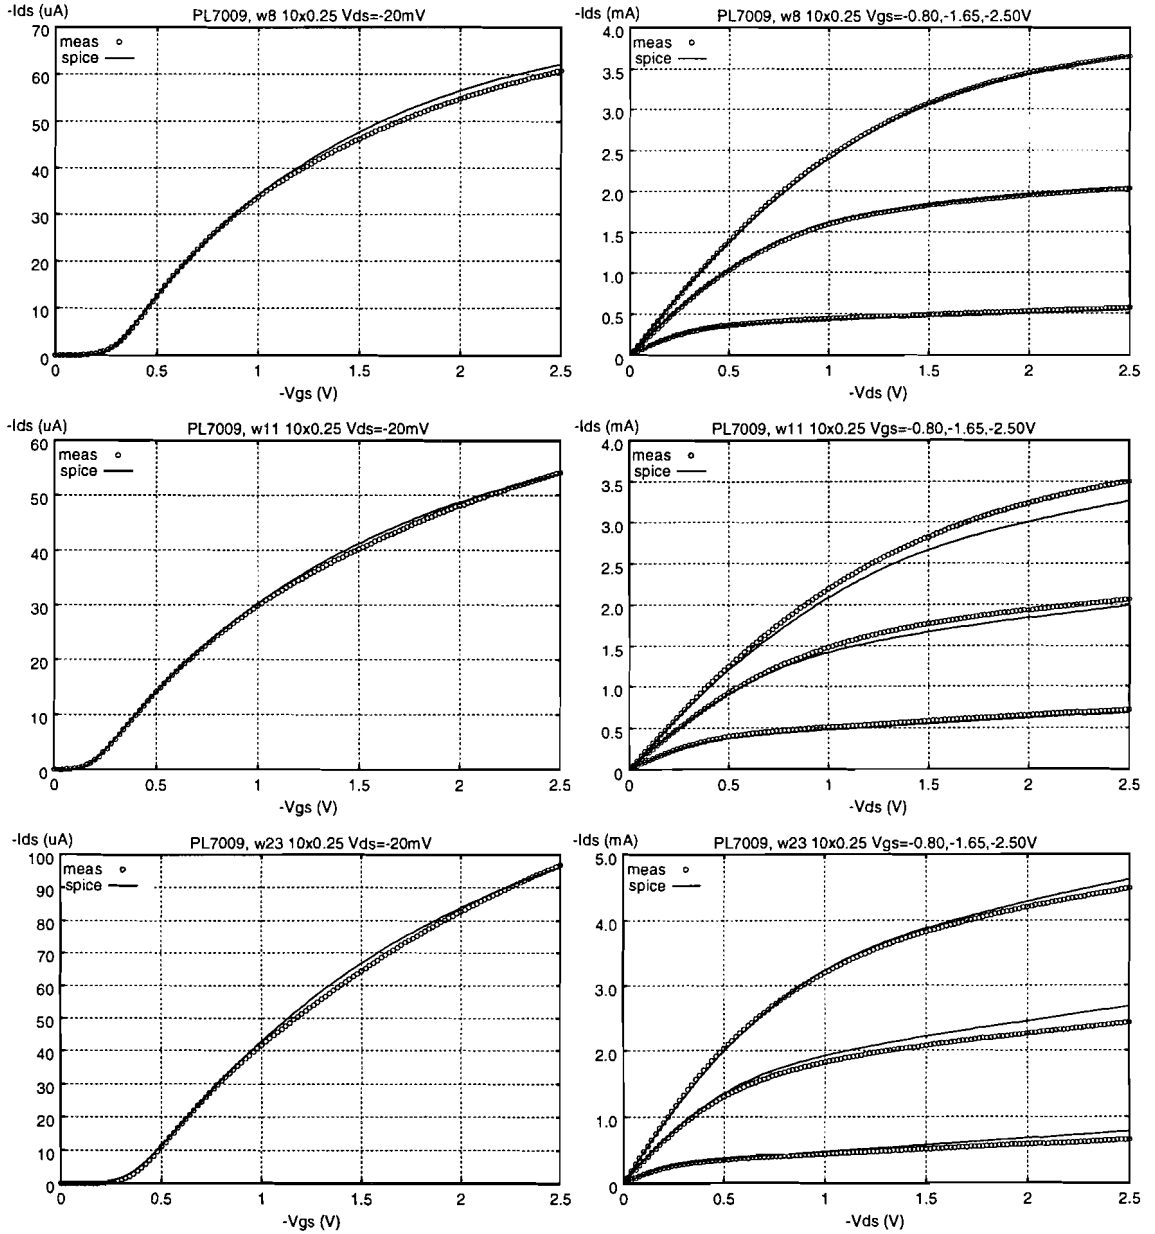 -Ids (uA)
PL7009, w8 10x0.25 Vds=-20mV
70
60
50
40
30
20
10
0
meas
spice
0 0.5 1 1.5 2 2.5
-Vgs (V)
-Ids (mA)
PL7009, w8 10x0.25 Vgs=-0.80,-1.65,-2.50V
4.0
3.5
3.0
2.5
2.0
1.5
1.0
0.5
0
meas
spice
0 0.5 1 1.5 2 2.5
-Vds (V)
-Ids (uA)
PL7009, w11 10x0.25 Vds=-20mV
60
50
40
30
20
10
0
meas
spice
0 0.5 1 1.5 2 2.5
-Vgs (V)
-Ids (mA)
PL7009, w11 10x0.25 Vgs=-0.80,-1.65,-2.50V
4.0
3.5
3.0
2.5
2.0
1.5
1.0
0.5
0
meas
spice
0 0.5 1 1.5 2 2.5
-Vds (V)
-Ids (uA)
PL7009, w23 10x0.25 Vds=-20mV
100
90
80
70
60
50
40
30
20
10
0
meas
spice
0 0.5 1 1.5 2 2.5
-Vgs (V)
-Ids (mA)
PL7009, w23 10x0.25 Vgs=-0.80,-1.65,-2.50V
5.0
4.0
3.0
2.0
1.0
0
meas
spice
0 0.5 1 1.5 2 2.5
-Vds (V)